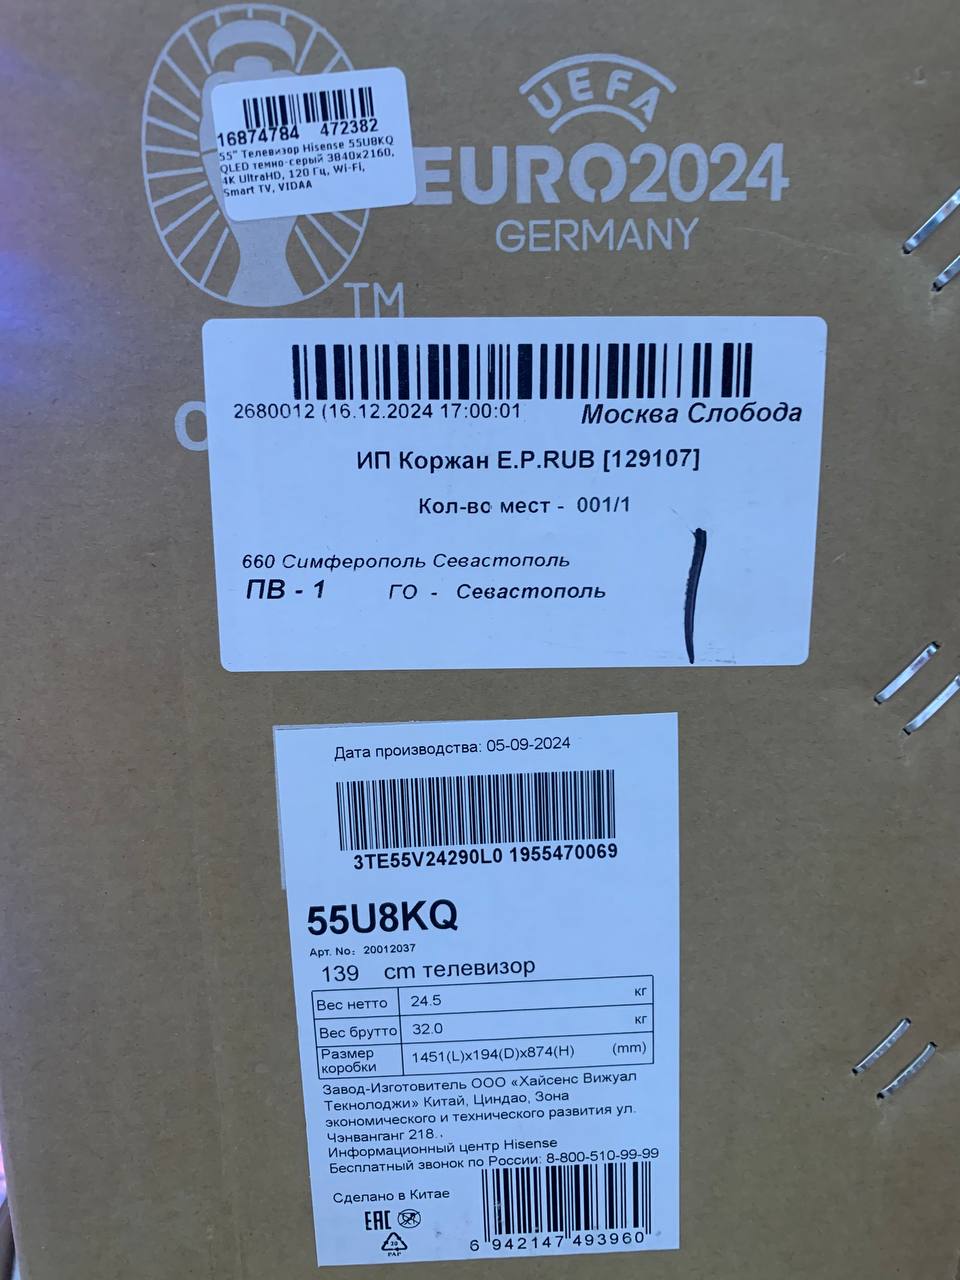 UEFA
EURO2024
GERMANY
TM
16874784 472382
55" Телевизор Hisense 55U8KQ
QLED темно-серый 3840x2160,
4K UltraHD, 120 Гц, Wi-Fi,
Smart TV, VIDAA
2680012 (16.12.2024 17:00:01
Москва Слобода
ИП Коржан E.P.RUB [129107]
Кол-во мест - 001/1
660 Симферополь Севастополь
ПВ - 1 ГО - Севастополь
Дата производства: 05-09-2024
3TE55V24290L0 1955470069
55U8KQ
Арт. No: 20012037
139 cm телевизор
Вес нетто 24.5 кг
Вес брутто 32.0 кг
Размер коробки 1451(L)x194(D)x874(H) (mm)
Завод-Изготовитель ООО «Хайсенс Вижуал
Текнолоджи» Китай, Циндао, Зона
экономического и технического развития ул.
Чэнванганг 218..
Информационный центр Hisense
Бесплатный звонок по России: 8-800-510-99-99
Сделано в Китае
EAC
20
PAP
6 942147 493960